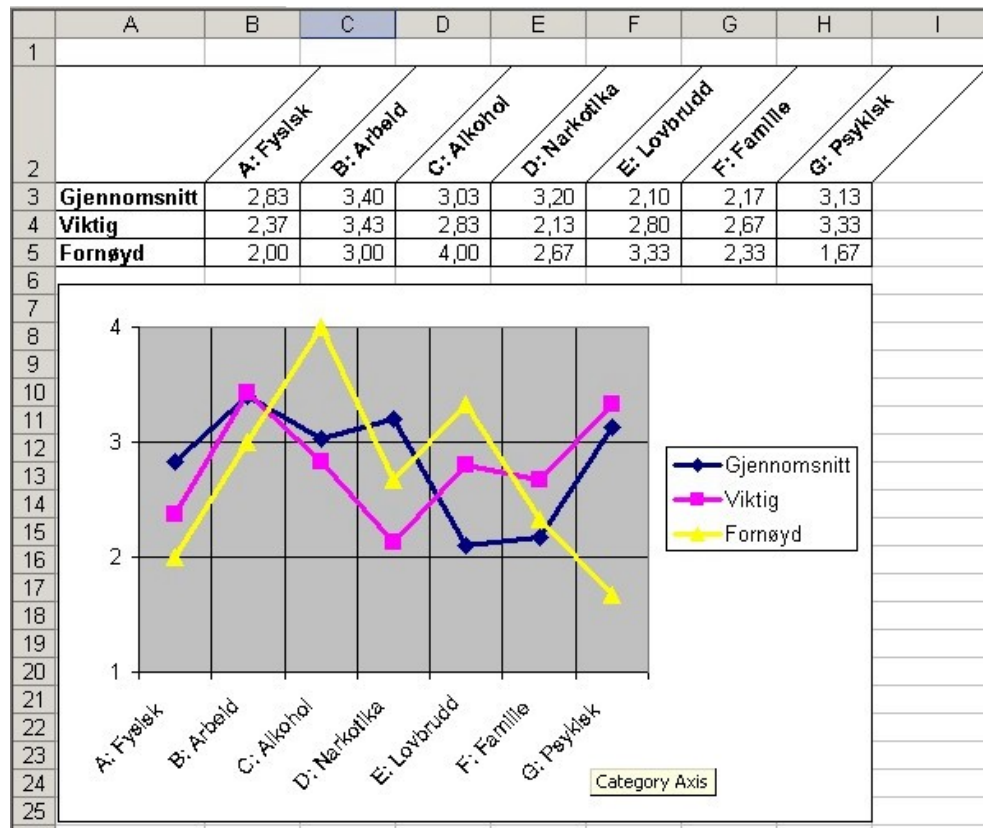 A B C D E F G H I
1
2 A: Fysisk B: Arbeid C: Alkohol D: Narkotika E: Lovbrudd F: Familie G: Psykisk
3 Gjennomsnitt 2,83 3,40 3,03 3,20 2,10 2,17 3,13
4 Viktig 2,37 3,43 2,83 2,13 2,80 2,67 3,33
5 Fornøyd 2,00 3,00 4,00 2,67 3,33 2,33 1,67
6
7
8
9
10
11
12
13
14
15
16
17
18
19
20
21
22
23
24
25
4
3
2
1
A: Fysisk B: Arbeid C: Alkohol D: Narkotika E: Lovbrudd F: Familie G: Psykisk
Gjennomsnitt
Viktig
Fornøyd
Category Axis